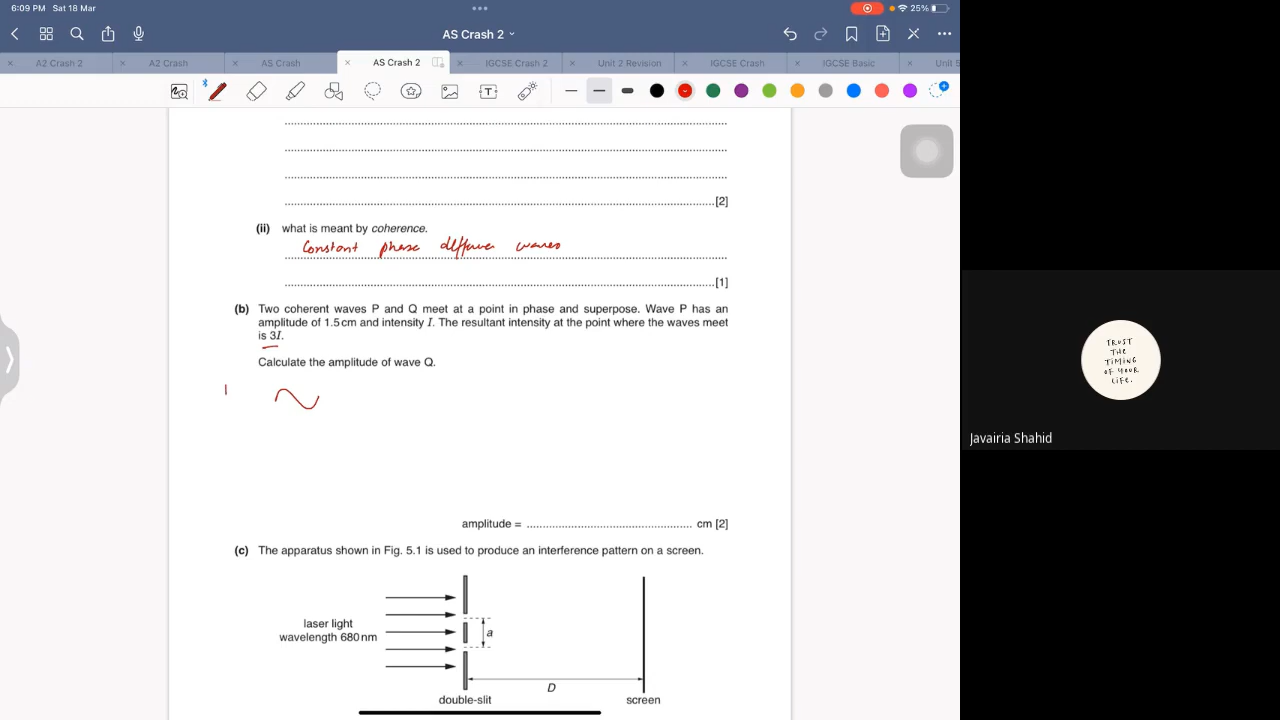 6:09 PM Sat 18 Mar
25%
AS Crash 2
A2 Crash 2
A2 Crash
AS Crash
AS Crash 2
IGCSE Crash 2
Unit 2 Revision
IGCSE Crash
IGCSE Basic
Unit 5
[2]
(ii) what is meant by coherence.
Constant phase waves
[1]
(b) Two coherent waves P and Q meet at a point in phase and superpose. Wave P has an
amplitude of 1.5 cm and intensity I. The resultant intensity at the point where the waves meet
is 3I.
Calculate the amplitude of wave Q.
amplitude = ................................................ cm [2]
(c) The apparatus shown in Fig. 5.1 is used to produce an interference pattern on a screen.
laser light
wavelength 680 nm
a
D
double-slit
screen
TRUST
THE
TIMING
OF YOUR
LIFE.
Javairia Shahid